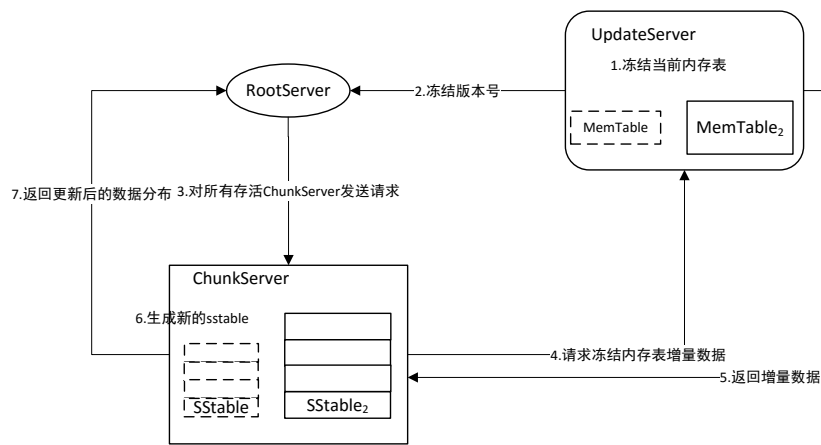 UpdateServer
1.冻结当前内存表
RootServer
2.冻结版本号
MemTable
MemTable₂
7.返回更新后的数据分布
3.对所有存活ChunkServer发送请求
ChunkServer
6.生成新的sstable
4.请求冻结内存表增量数据
5.返回增量数据
SStable
SStable₂